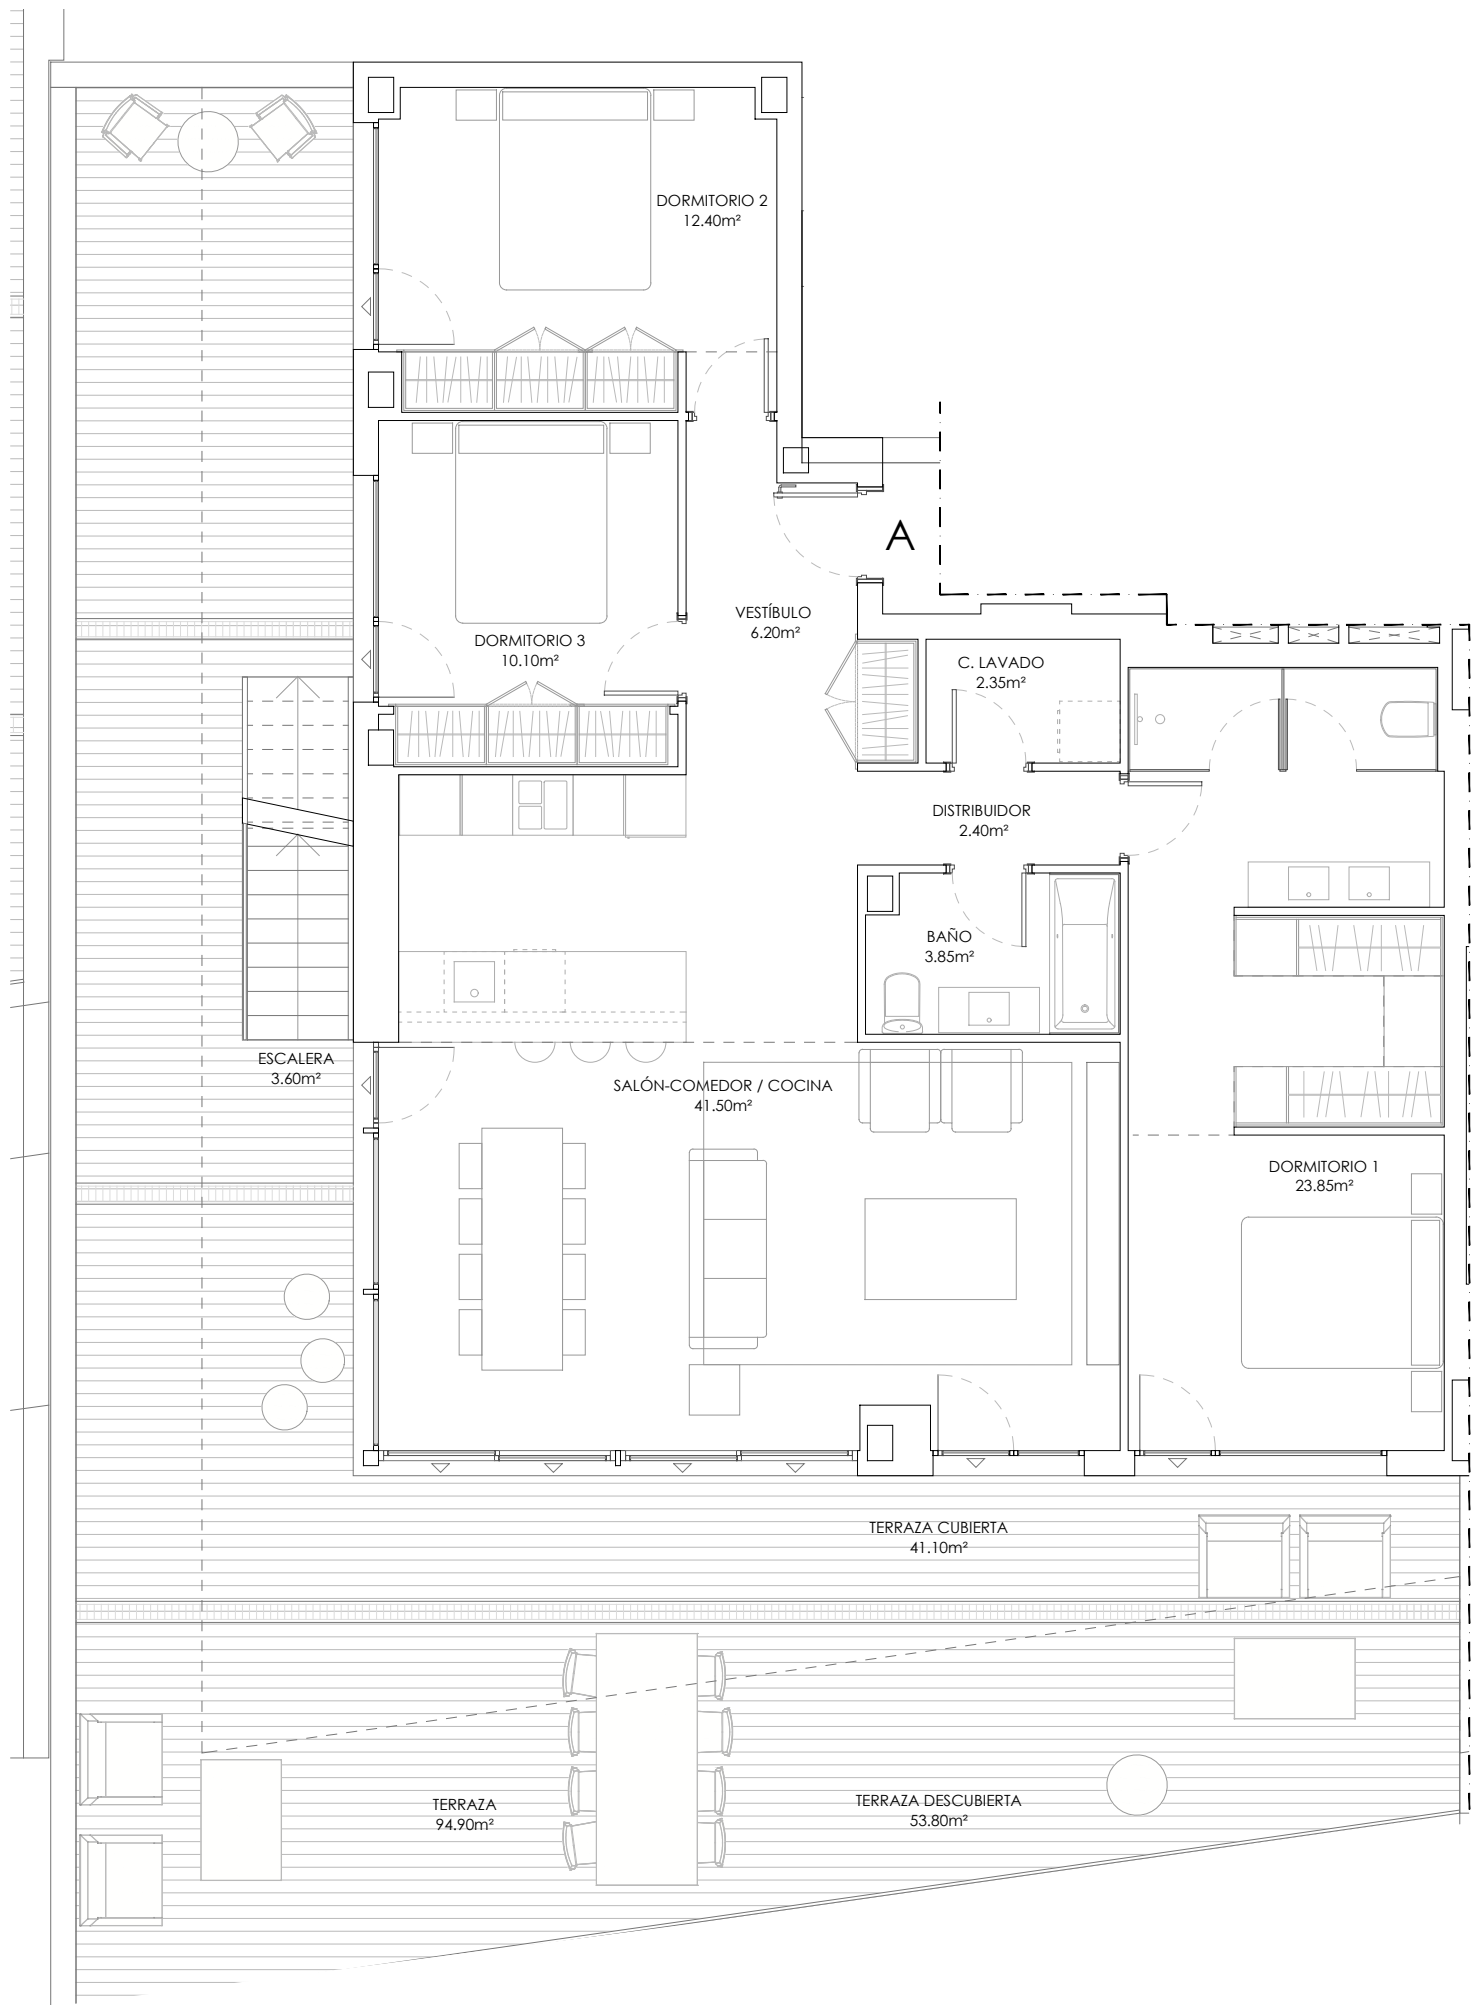 DORMITORIO 2
12.40m²
A
VESTÍBULO
6.20m²
DORMITORIO 3
10.10m²
C. LAVADO
2.35m²
DISTRIBUIDOR
2.40m²
BAÑO
3.85m²
ESCALERA
3.60m²
SALÓN-COMEDOR / COCINA
41.50m²
DORMITORIO 1
23.85m²
TERRAZA CUBIERTA
41.10m²
TERRAZA
94.90m²
TERRAZA DESCUBIERTA
53.80m²